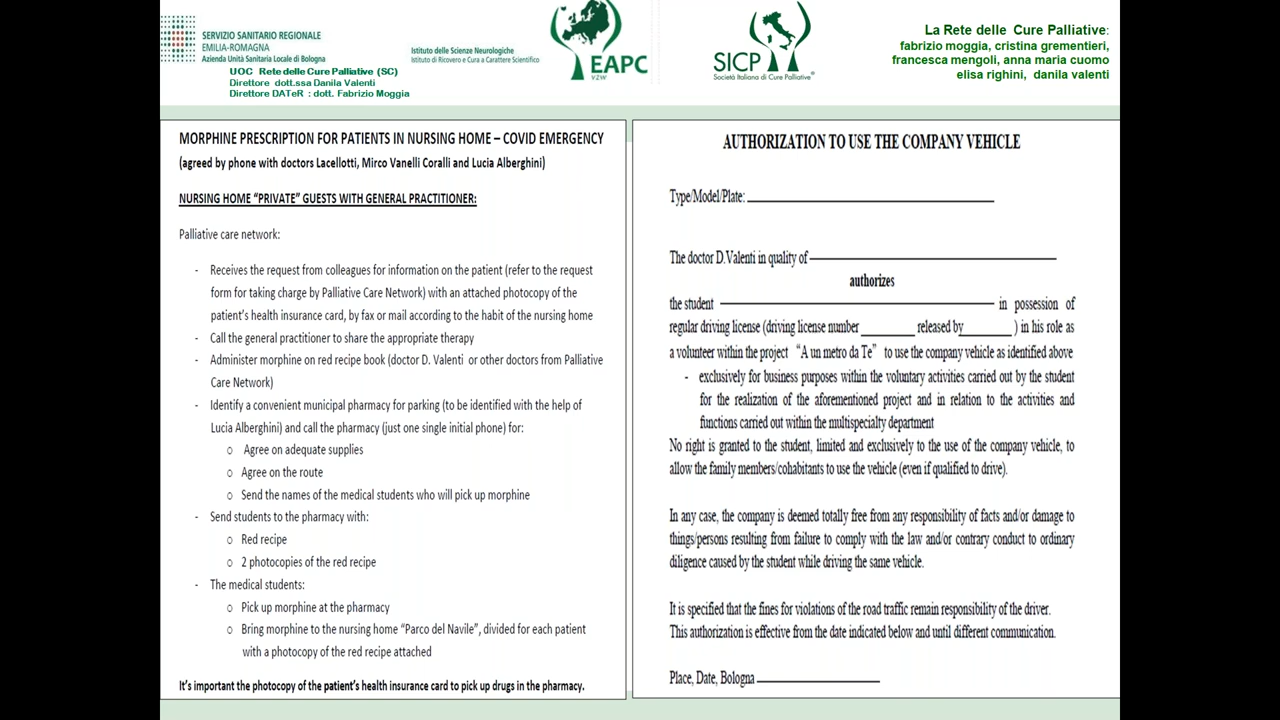 SERVIZIO SANITARIO REGIONALE
EMILIA-ROMAGNA
Azienda Unità Sanitaria Locale di Bologna
Istituto delle Scienze Neurologiche
Istituto di Ricovero e Cura a Carattere Scientifico
UOC Rete delle Cure Palliative (SC)
Direttore dott.ssa Danila Valenti
Direttore DATeR : dott. Fabrizio Moggia
EAPC
VZW
SICP
Società Italiana di Cure Palliative
La Rete delle Cure Palliative:
fabrizio moggia, cristina grementieri,
francesca mengoli, anna maria cuomo
elisa righini, danila valenti
MORPHINE PRESCRIPTION FOR PATIENTS IN NURSING HOME – COVID EMERGENCY
(agreed by phone with doctors Lacellotti, Mirco Vanelli Coralli and Lucia Alberghini)
NURSING HOME “PRIVATE” GUESTS WITH GENERAL PRACTITIONER:
Palliative care network:
- Receives the request from colleagues for information on the patient (refer to the request
form for taking charge by Palliative Care Network) with an attached photocopy of the
patient’s health insurance card, by fax or mail according to the habit of the nursing home
- Call the general practitioner to share the appropriate therapy
- Administer morphine on red recipe book (doctor D. Valenti or other doctors from Palliative
Care Network)
- Identify a convenient municipal pharmacy for parking (to be identified with the help of
Lucia Alberghini) and call the pharmacy (just one single initial phone) for:
o Agree on adequate supplies
o Agree on the route
o Send the names of the medical students who will pick up morphine
- Send students to the pharmacy with:
o Red recipe
o 2 photocopies of the red recipe
- The medical students:
o Pick up morphine at the pharmacy
o Bring morphine to the nursing home “Parco del Navile”, divided for each patient
with a photocopy of the red recipe attached
It’s important the photocopy of the patient’s health insurance card to pick up drugs in the pharmacy.
AUTHORIZATION TO USE THE COMPANY VEHICLE
Type/Model/Plate: ____________________
The doctor D.Valenti in quality of ____________________
authorizes
the student ____________________ in possession of
regular driving license (driving license number ________ released by________ ) in his role as
a volunteer within the project “A un metro da Te” to use the company vehicle as identified above
- exclusively for business purposes within the voluntary activities carried out by the student
for the realization of the aforementioned project and in relation to the activities and
functions carried out within the multispecialty department
No right is granted to the student, limited and exclusively to the use of the company vehicle, to
allow the family members/cohabitants to use the vehicle (even if qualified to drive).
In any case, the company is deemed totally free from any responsibility of facts and/or damage to
things/persons resulting from failure to comply with the law and/or contrary conduct to ordinary
diligence caused by the student while driving the same vehicle.
It is specified that the fines for violations of the road traffic remain responsibility of the driver.
This authorization is effective from the date indicated below and until different communication.
Place, Date, Bologna ____________